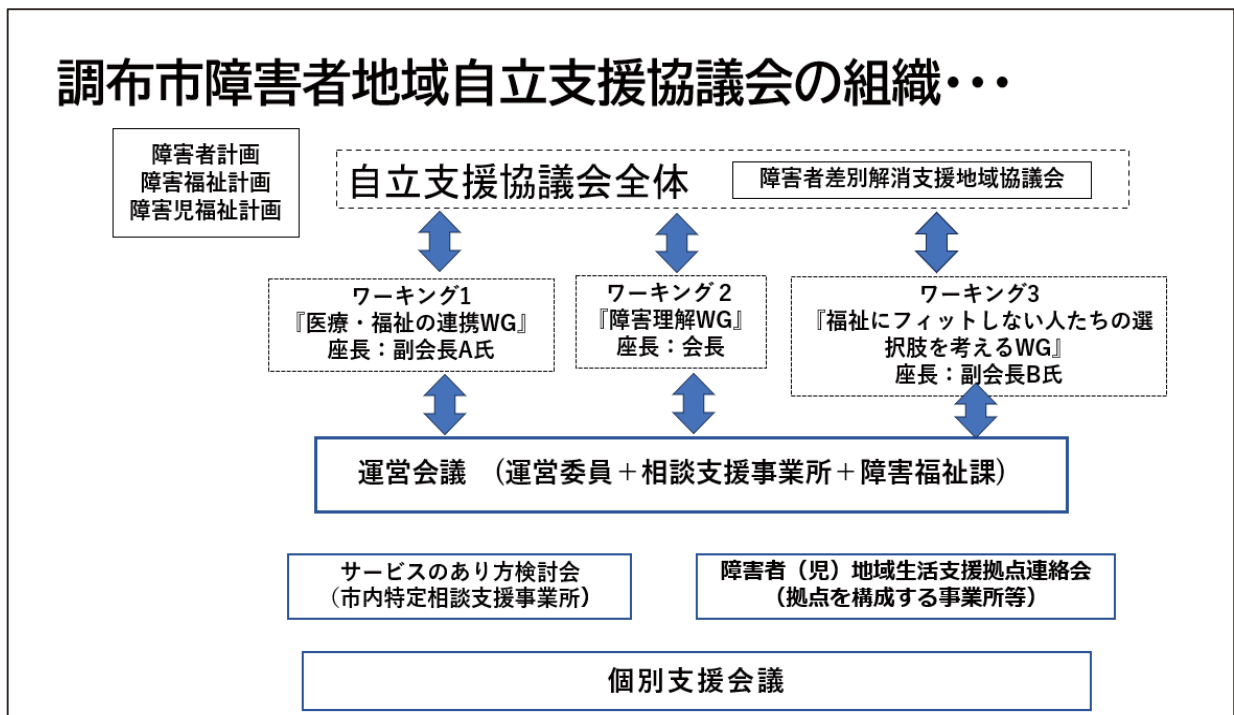 調布市障害者地域自立支援協議会の組織･･･
障害者計画
障害福祉計画
障害児福祉計画
自立支援協議会全体
障害者差別解消支援地域協議会
ワーキング1
『医療・福祉の連携WG』
座長：副会長A氏
ワーキング２
『障害理解WG』
座長：会長
ワーキング3
『福祉にフィットしない人たちの選
択肢を考えるWG』
座長：副会長B氏
運営会議　（運営委員＋相談支援事業所＋障害福祉課）
サービスのあり方検討会
（市内特定相談支援事業所）
障害者（児）地域生活支援拠点連絡会
（拠点を構成する事業所等）
個別支援会議